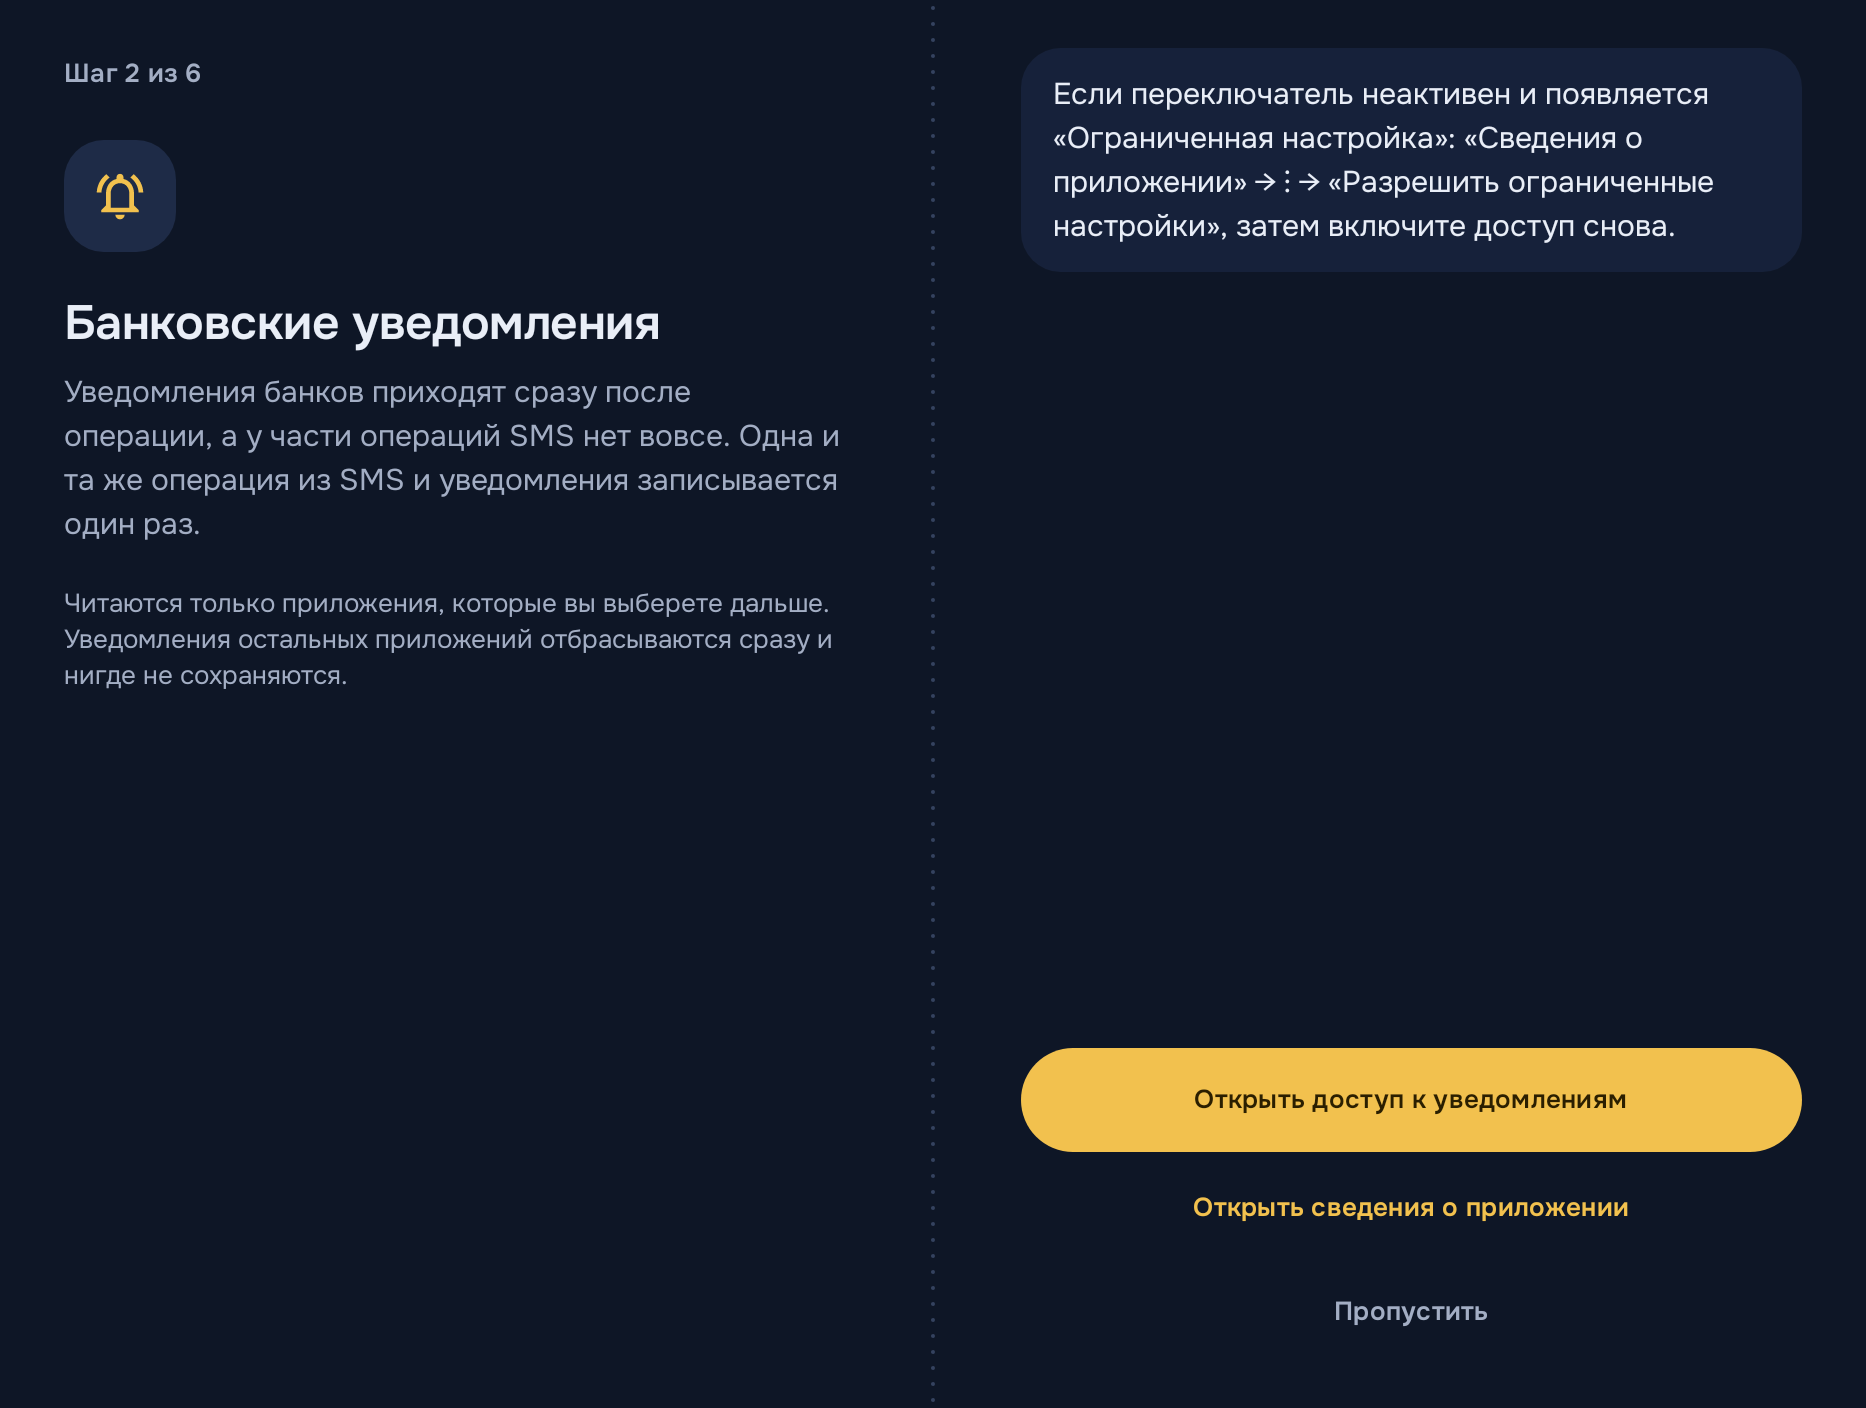 Шаг 2 из 6
Банковские уведомления
Уведомления банков приходят сразу после
операции, а у части операций SMS нет вовсе. Одна и
та же операция из SMS и уведомления записывается
один раз.
Читаются только приложения, которые вы выберете дальше.
Уведомления остальных приложений отбрасываются сразу и
нигде не сохраняются.
Если переключатель неактивен и появляется
«Ограниченная настройка»: «Сведения о
приложении» → ⋮ → «Разрешить ограниченные
настройки», затем включите доступ снова.
Открыть доступ к уведомлениям
Открыть сведения о приложении
Пропустить